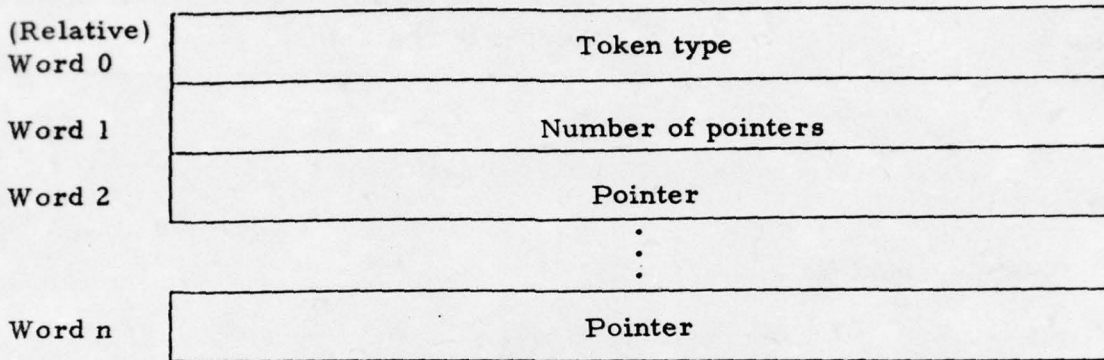 (Relative)
Word 0 Token type
Word 1 Number of pointers
Word 2 Pointer
Word n Pointer